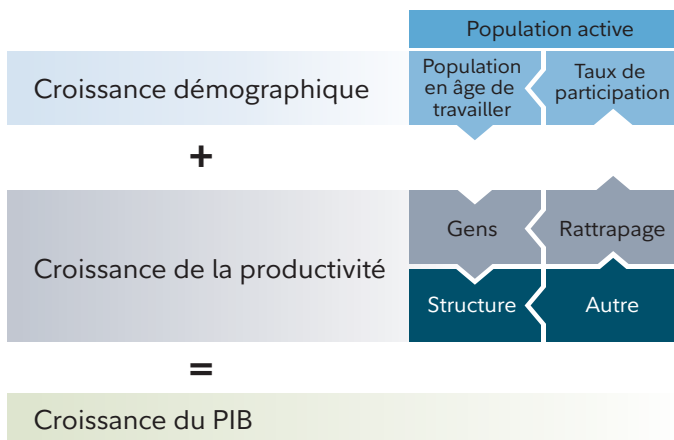 Population active
Croissance démographique
Population
en âge de
travailler
Taux de
participation
+
Croissance de la productivité
Gens
Rattrapage
Structure
Autre
=
Croissance du PIB